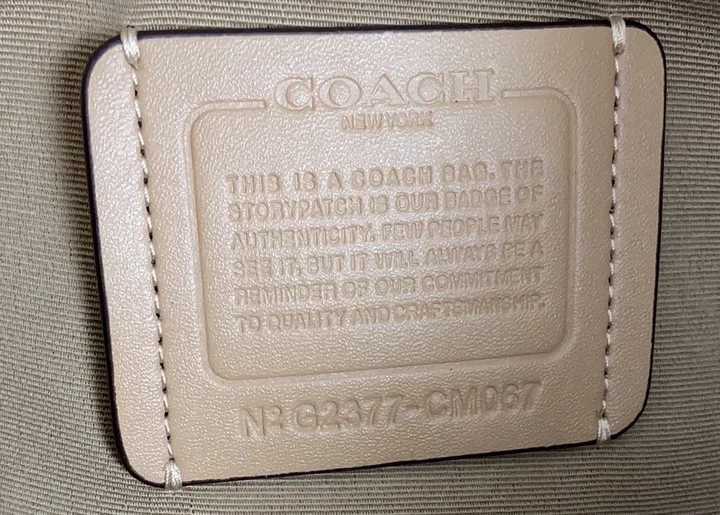 COACH
NEW YORK
THIS IS A COACH BAG. THE
STORYPATCH IS OUR BADGE OF
AUTHENTICITY. FEW PEOPLE MAY
SEE IT, BUT IT WILL ALWAYS BE A
REMINDER OF OUR COMMITMENT
TO QUALITY AND CRAFTSMANSHIP.
Nº G2377-CM067